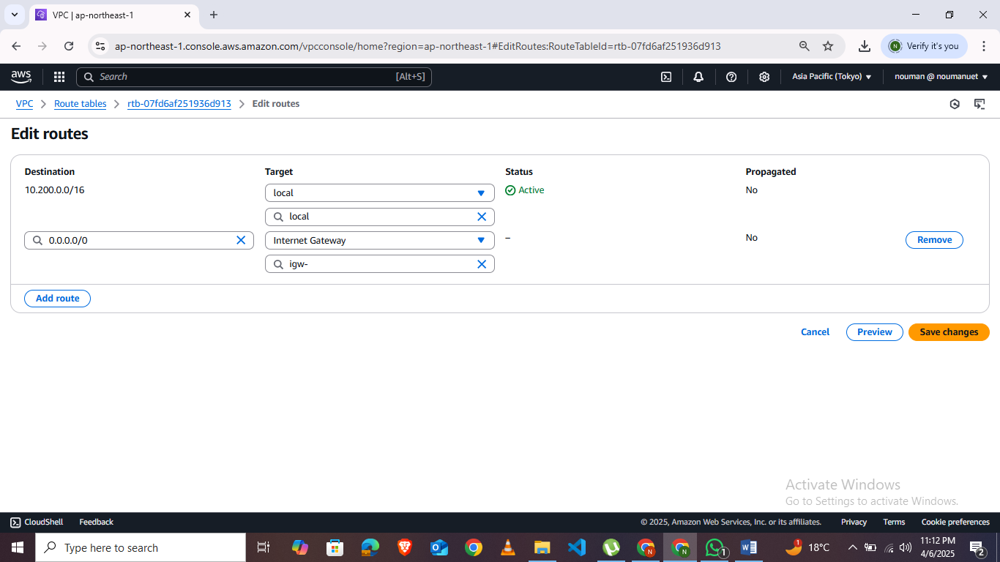 VPC | ap-northeast-1
ap-northeast-1.console.aws.amazon.com/vpcconsole/home?region=ap-northeast-1#EditRoutes:RouteTableId=rtb-07fd6af251936d913
N Verify it's you
aws Search [Alt+S] Asia Pacific (Tokyo) nouman @ noumanuet
VPC Route tables rtb-07fd6af251936d913 Edit routes
Edit routes
Destination Target Status Propagated
10.200.0.0/16 local Active No
local
0.0.0.0/0 Internet Gateway – No Remove
igw-
Add route
Cancel Preview Save changes
Activate Windows
Go to Settings to activate Windows.
CloudShell Feedback © 2025, Amazon Web Services, Inc. or its affiliates. Privacy Terms Cookie preferences
Type here to search N N 1 1 18°C 11:12 PM 2
4/6/2025